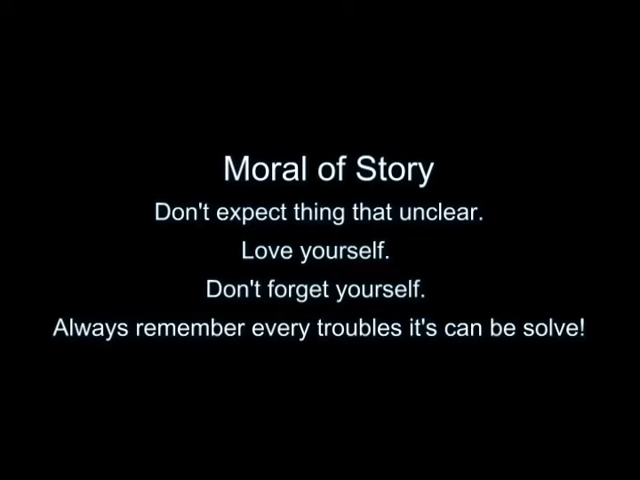 Moral of Story
Don't expect thing that unclear.
Love yourself.
Don't forget yourself.
Always remember every troubles it's can be solve!